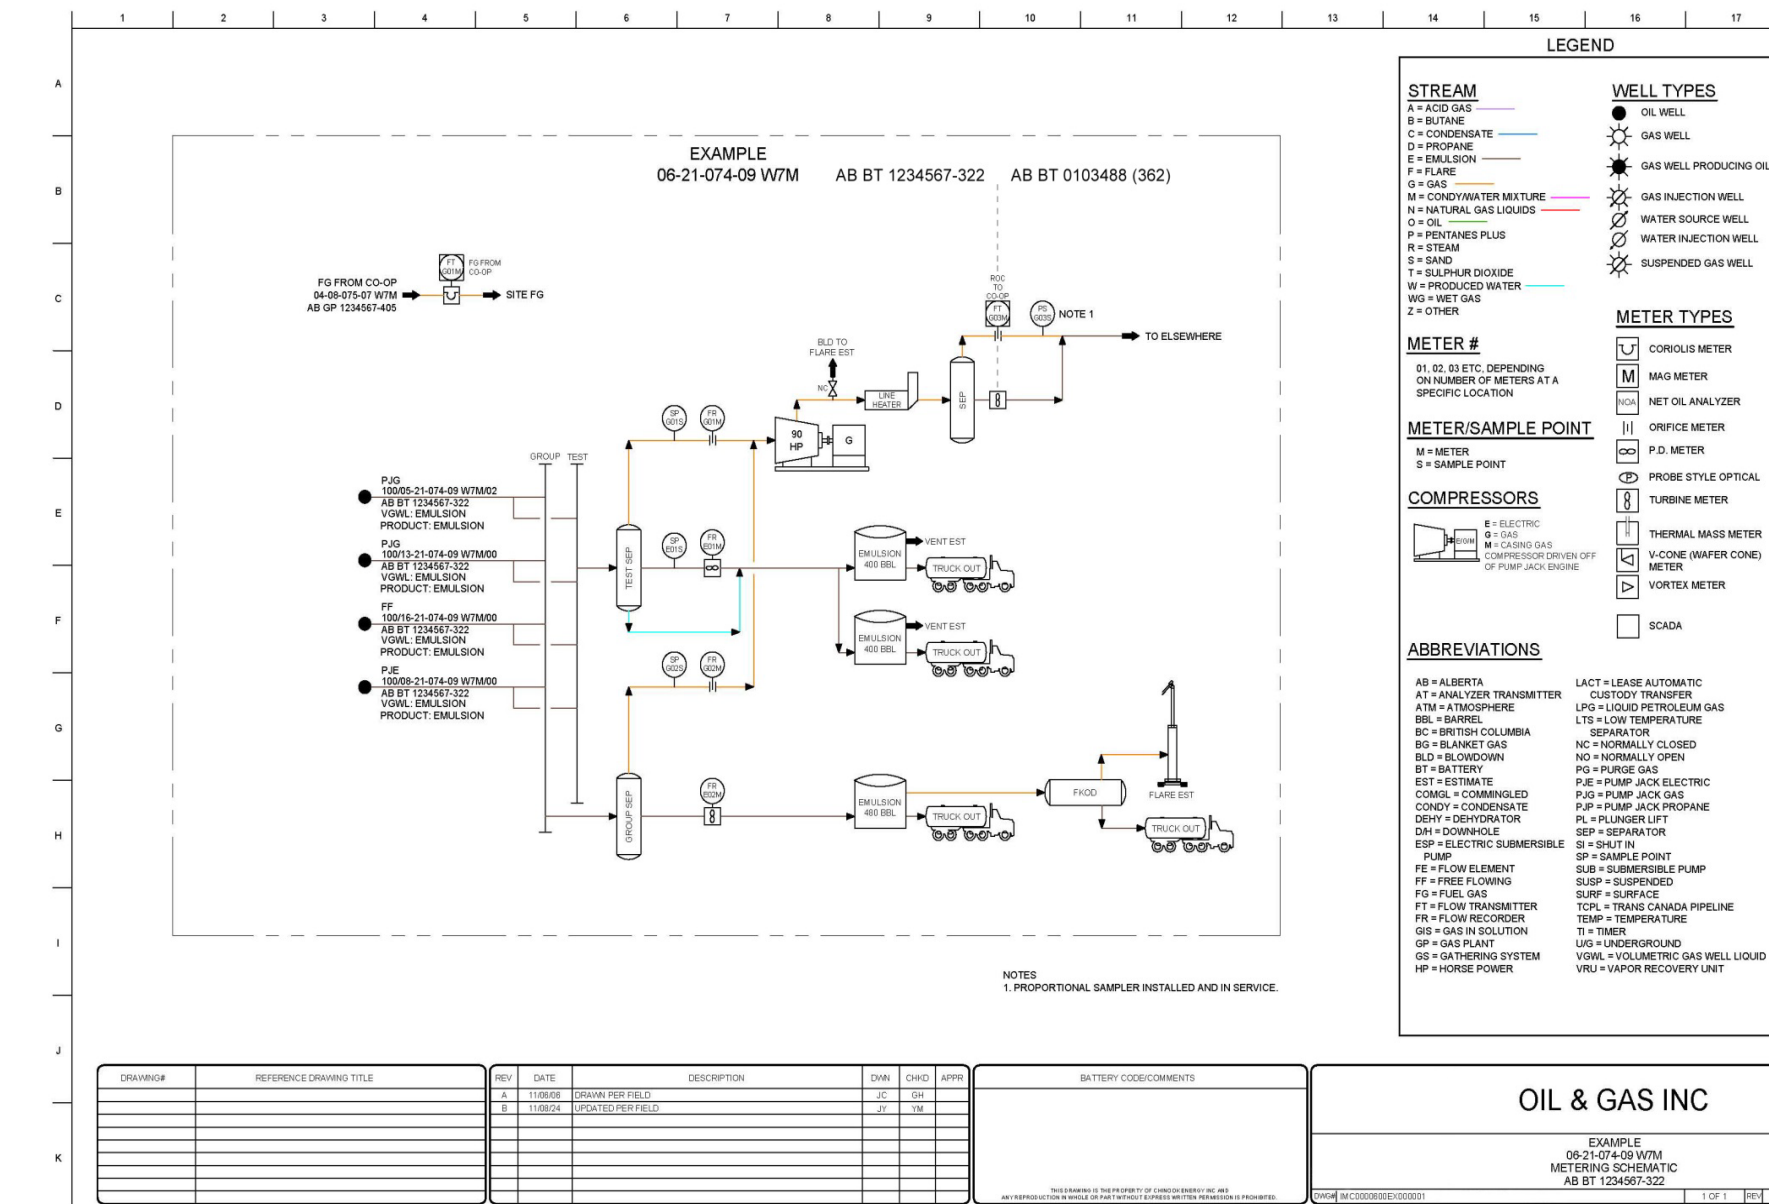 1 2 3 4 5 6 7 8 9 10 11 12 13 14 15 16 17
A
B
C
D
E
F
G
H
I
J
K
EXAMPLE
06-21-074-09 W7M AB BT 1234567-322 AB BT 0103488 (362)
FG FROM CO-OP
04-08-075-07 W7M
AB GP 1234567-405
FT
G01M
FG FROM
CO-OP
SITE FG
ROC
TO
CO-OP
FT
G03M
PS
G03S
NOTE 1
TO ELSEWHERE
BLD TO
FLARE EST
NC
LINE
HEATER
SEP
SP
G01S
FR
G01M
90
HP
G
GROUP TEST
PJG
100/05-21-074-09 W7M/02
AB BT 1234567-322
VGWL: EMULSION
PRODUCT: EMULSION
PJG
100/13-21-074-09 W7M/00
AB BT 1234567-322
VGWL: EMULSION
PRODUCT: EMULSION
FF
100/16-21-074-09 W7M/00
AB BT 1234567-322
VGWL: EMULSION
PRODUCT: EMULSION
PJE
100/08-21-074-09 W7M/00
AB BT 1234567-322
VGWL: EMULSION
PRODUCT: EMULSION
TEST SEP
SP
E01S
FR
E01M
EMULSION
400 BBL
VENT EST
TRUCK OUT
EMULSION
400 BBL
VENT EST
TRUCK OUT
SP
G02S
FR
G02M
GROUP SEP
FR
E02M
EMULSION
480 BBL
TRUCK OUT
FKOD
FLARE EST
TRUCK OUT
NOTES
1. PROPORTIONAL SAMPLER INSTALLED AND IN SERVICE.
LEGEND
STREAM
A = ACID GAS
B = BUTANE
C = CONDENSATE
D = PROPANE
E = EMULSION
F = FLARE
G = GAS
M = CONDY/WATER MIXTURE
N = NATURAL GAS LIQUIDS
O = OIL
P = PENTANES PLUS
R = STEAM
S = SAND
T = SULPHUR DIOXIDE
W = PRODUCED WATER
WG = WET GAS
Z = OTHER
METER #
01, 02, 03 ETC, DEPENDING
ON NUMBER OF METERS AT A
SPECIFIC LOCATION
METER/SAMPLE POINT
M = METER
S = SAMPLE POINT
COMPRESSORS
E/G/M
E = ELECTRIC
G = GAS
M = CASING GAS
COMPRESSOR DRIVEN OFF
OF PUMP JACK ENGINE
WELL TYPES
OIL WELL
GAS WELL
GAS WELL PRODUCING OIL
GAS INJECTION WELL
WATER SOURCE WELL
WATER INJECTION WELL
SUSPENDED GAS WELL
METER TYPES
CORIOLIS METER
M MAG METER
NOA NET OIL ANALYZER
ORIFICE METER
P.D. METER
P PROBE STYLE OPTICAL
TURBINE METER
THERMAL MASS METER
V-CONE (WAFER CONE)
METER
VORTEX METER
SCADA
ABBREVIATIONS
AB = ALBERTA
AT = ANALYZER TRANSMITTER
ATM = ATMOSPHERE
BBL = BARREL
BC = BRITISH COLUMBIA
BG = BLANKET GAS
BLD = BLOWDOWN
BT = BATTERY
EST = ESTIMATE
COMGL = COMMINGLED
CONDY = CONDENSATE
DEHY = DEHYDRATOR
D/H = DOWNHOLE
ESP = ELECTRIC SUBMERSIBLE
PUMP
FE = FLOW ELEMENT
FF = FREE FLOWING
FG = FUEL GAS
FT = FLOW TRANSMITTER
FR = FLOW RECORDER
GIS = GAS IN SOLUTION
GP = GAS PLANT
GS = GATHERING SYSTEM
HP = HORSE POWER
LACT = LEASE AUTOMATIC
CUSTODY TRANSFER
LPG = LIQUID PETROLEUM GAS
LTS = LOW TEMPERATURE
SEPARATOR
NC = NORMALLY CLOSED
NO = NORMALLY OPEN
PG = PURGE GAS
PJE = PUMP JACK ELECTRIC
PJG = PUMP JACK GAS
PJP = PUMP JACK PROPANE
PL = PLUNGER LIFT
SEP = SEPARATOR
SI = SHUT IN
SP = SAMPLE POINT
SUB = SUBMERSIBLE PUMP
SUSP = SUSPENDED
SURF = SURFACE
TCPL = TRANS CANADA PIPELINE
TEMP = TEMPERATURE
TI = TIMER
U/G = UNDERGROUND
VGWL = VOLUMETRIC GAS WELL LIQUID
VRU = VAPOR RECOVERY UNIT
DRAWING# REFERENCE DRAWING TITLE
REV DATE DESCRIPTION DWN CHKD APPR
A 11/06/06 DRAWN PER FIELD JC GH
B 11/08/24 UPDATED PER FIELD JY YM
BATTERY CODE/COMMENTS
THIS DRAWING IS THE PROPERTY OF CHINOOK ENERGY INC AND
ANY REPRODUCTION IN WHOLE OR PART WITHOUT EXPRESS WRITTEN PERMISSION IS PROHIBITED.
OIL & GAS INC
EXAMPLE
06-21-074-09 W7M
METERING SCHEMATIC
AB BT 1234567-322
DWG# IMC0000800EX000001 1 OF 1 REV